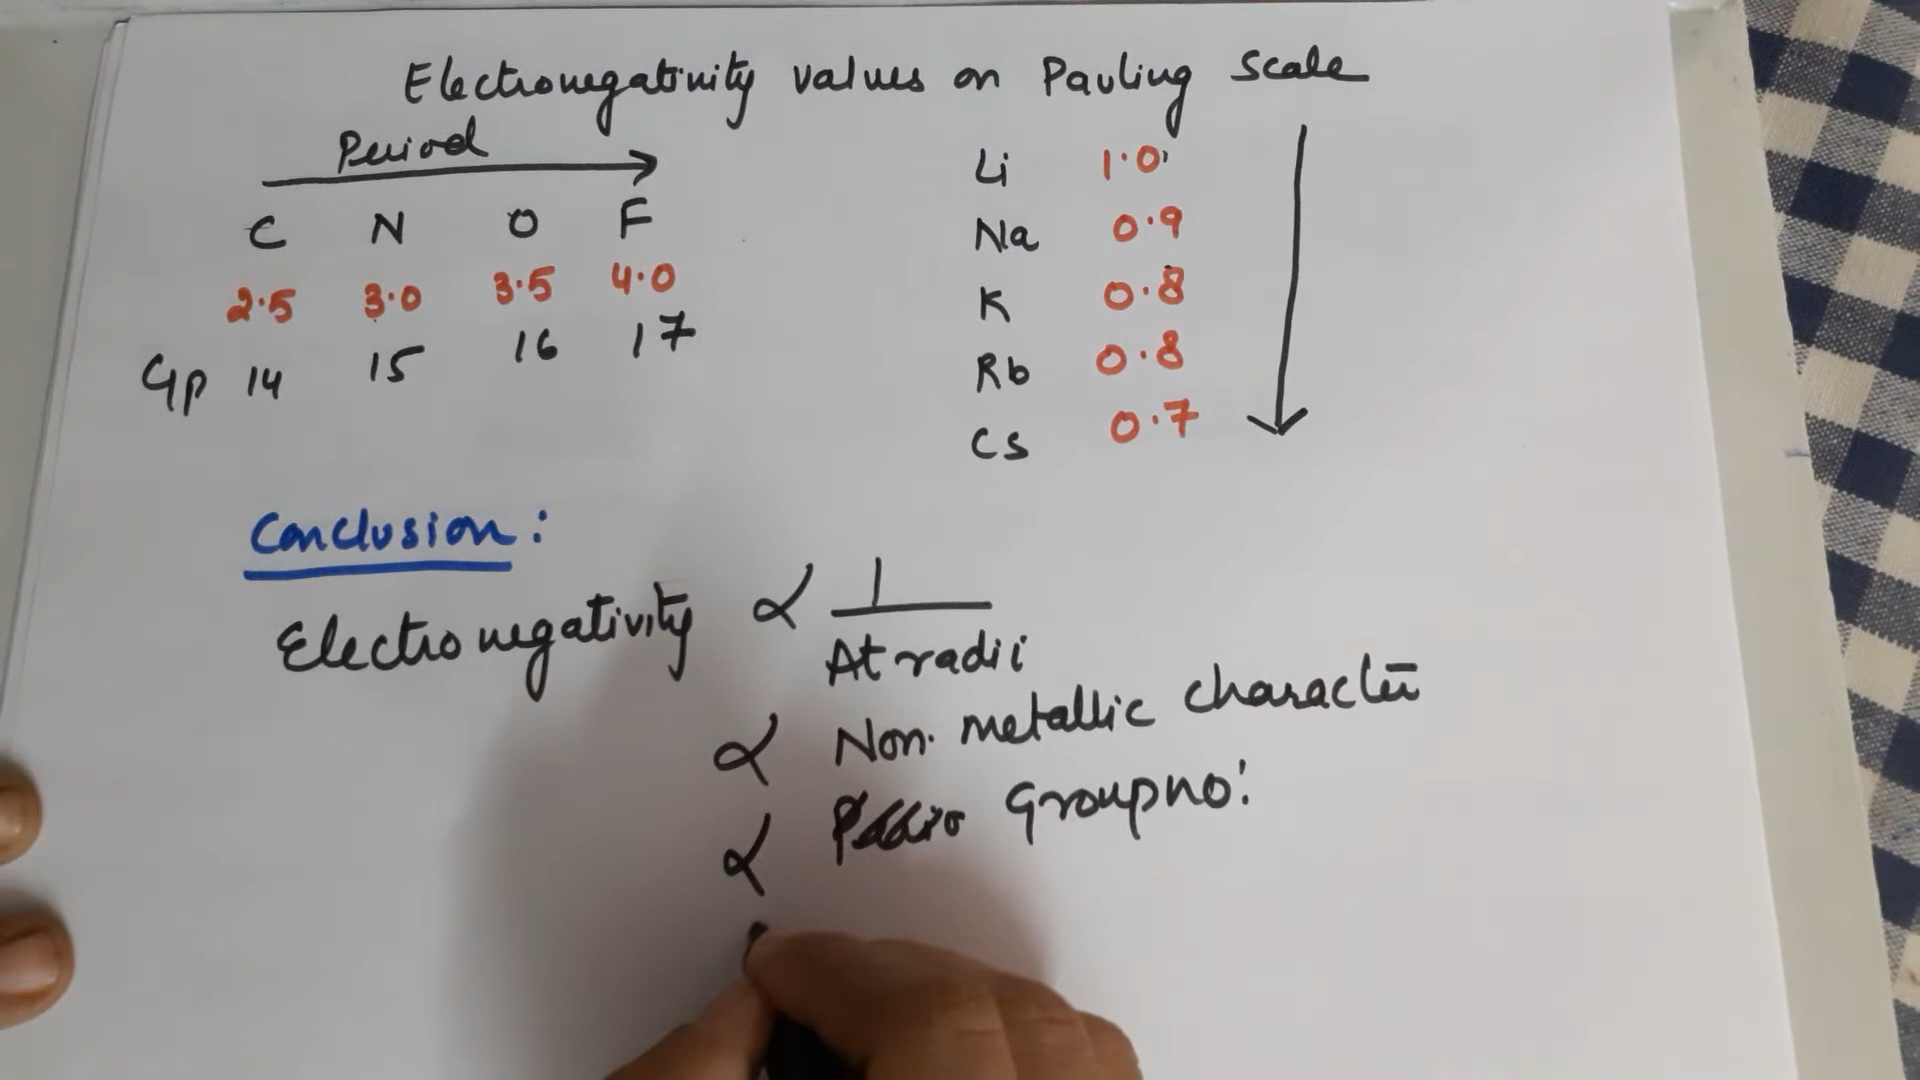 Electronegativity values on Pauling Scale
Period
C N O F
2.5 3.0 3.5 4.0
Gp 14 15 16 17
Li 1.0
Na 0.9
K 0.8
Rb 0.8
Cs 0.7
Conclusion:
Electronegativity ∝ 1
At radii
∝ Non-metallic character
∝ Group no: